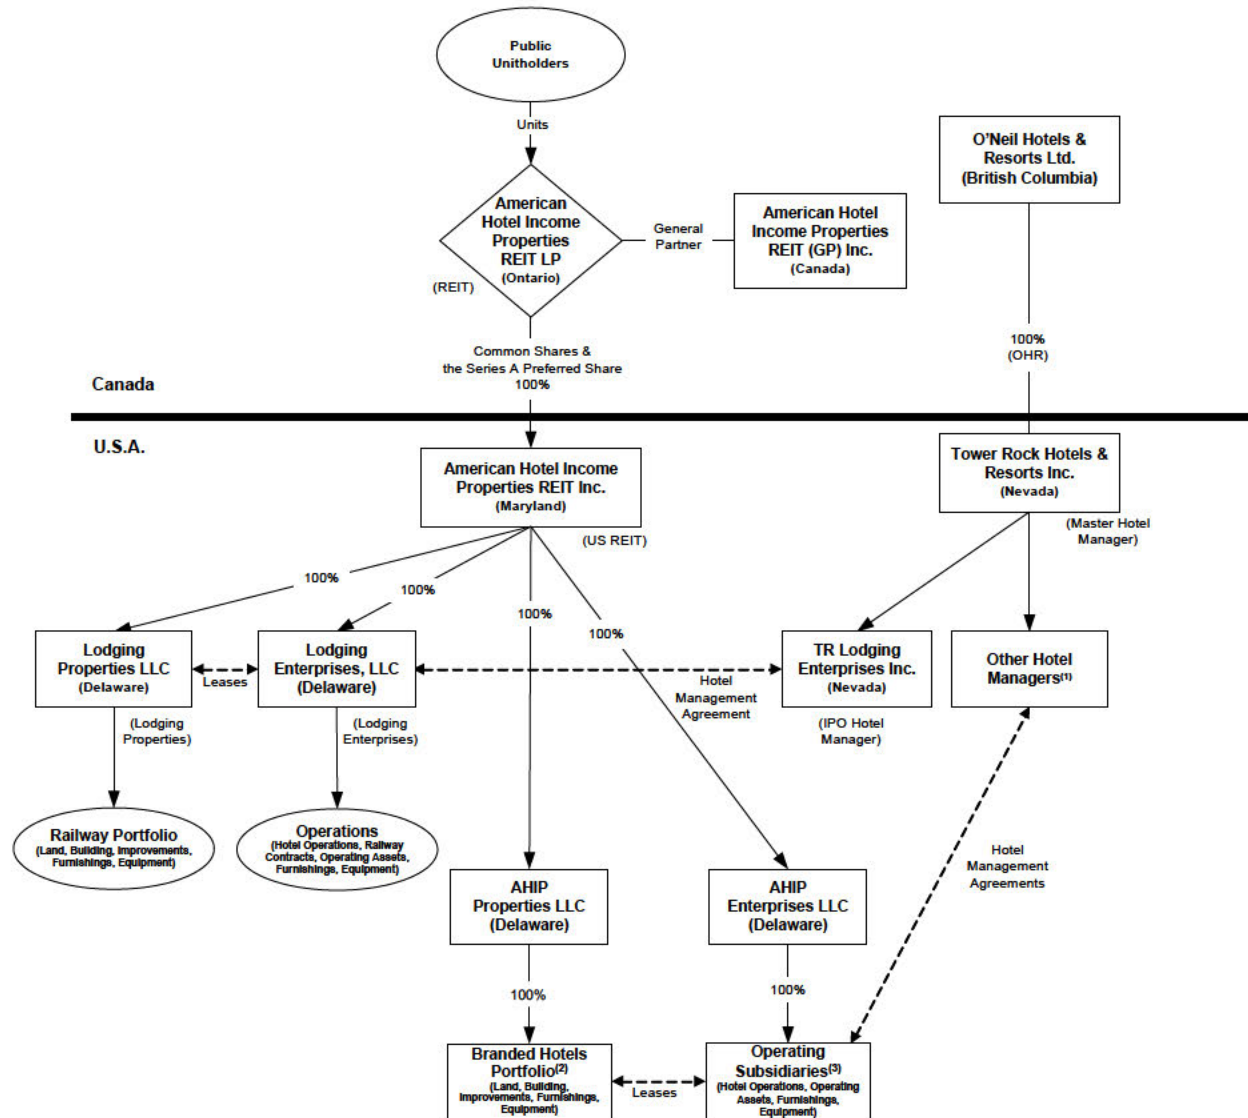 Public
Unitholders
Units
O'Neil Hotels &
Resorts Ltd.
(British Columbia)
American
Hotel Income
Properties
REIT LP
(Ontario)
General
Partner
American Hotel
Income Properties
REIT (GP) Inc.
(Canada)
(REIT)
100%
(OHR)
Common Shares &
the Series A Preferred Share
100%
Canada
U.S.A.
American Hotel Income
Properties REIT Inc.
(Maryland)
Tower Rock Hotels &
Resorts Inc.
(Nevada)
(US REIT)
(Master Hotel
Manager)
100%
100%
100%
100%
Lodging
Properties LLC
(Delaware)
Leases
Lodging
Enterprises, LLC
(Delaware)
Hotel
Management
Agreement
TR Lodging
Enterprises Inc.
(Nevada)
Other Hotel
Managers(1)
(Lodging
Properties)
(Lodging
Enterprises)
(IPO Hotel
Manager)
Railway Portfolio
(Land, Building, Improvements,
Furnishings, Equipment)
Operations
(Hotel Operations, Railway
Contracts, Operating Assets,
Furnishings, Equipment)
Hotel
Management
Agreements
AHIP
Properties LLC
(Delaware)
AHIP
Enterprises LLC
(Delaware)
100%
100%
Branded Hotels
Portfolio(2)
(Land, Building,
Improvements, Furnishings,
Equipment)
Leases
Operating
Subsidiaries(3)
(Hotel Operations, Operating
Assets, Furnishings,
Equipment)